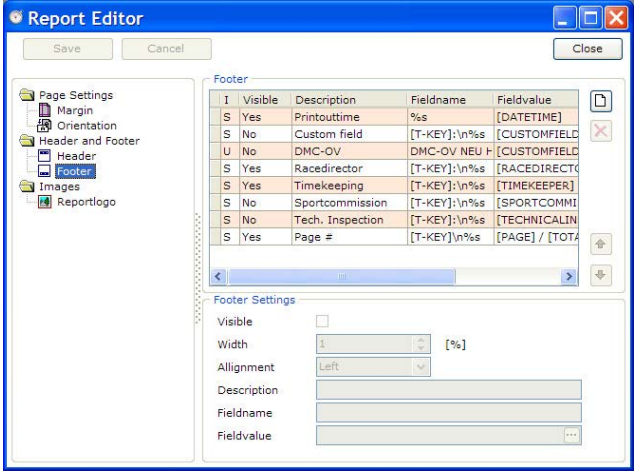 Report Editor
Save Cancel Close
Page Settings
Margin
Orientation
Header and Footer
Header
Footer
Images
Reportlogo
Footer
I Visible Description Fieldname Fieldvalue
S Yes Printouttime %s [DATETIME]
S No Custom field [T-KEY]:\n%s [CUSTOMFIELD
U No DMC-OV DMC-OV NEU H [CUSTOMFIELD
S Yes Racedirector [T-KEY]:\n%s [RACEDIRECTO
S Yes Timekeeping [T-KEY]:\n%s [TIMEKEEPER]
S No Sportcommission [T-KEY]:\n%s [SPORTCOMMI
S No Tech. Inspection [T-KEY]:\n%s [TECHNICALIN
S Yes Page # [T-KEY]\n%s [PAGE] / [TOTA
Footer Settings
Visible
Width 1 [%]
Allignment Left
Description
Fieldname
Fieldvalue ...